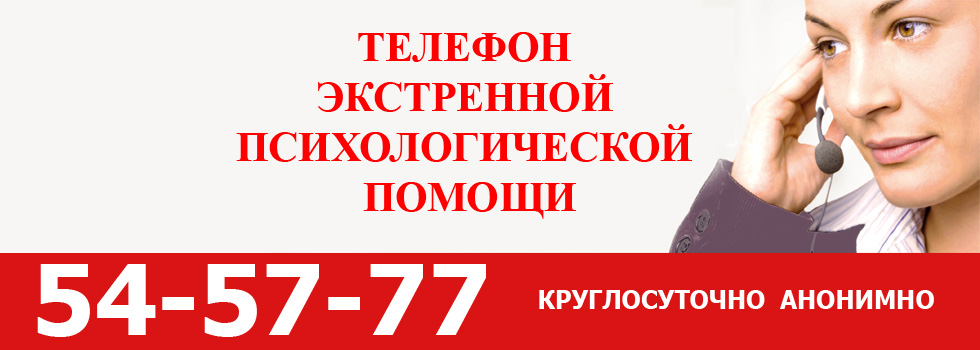 ТЕЛЕФОН
ЭКСТРЕННОЙ
ПСИХОЛОГИЧЕСКОЙ
ПОМОЩИ
54-57-77 КРУГЛОСУТОЧНО АНОНИМНО